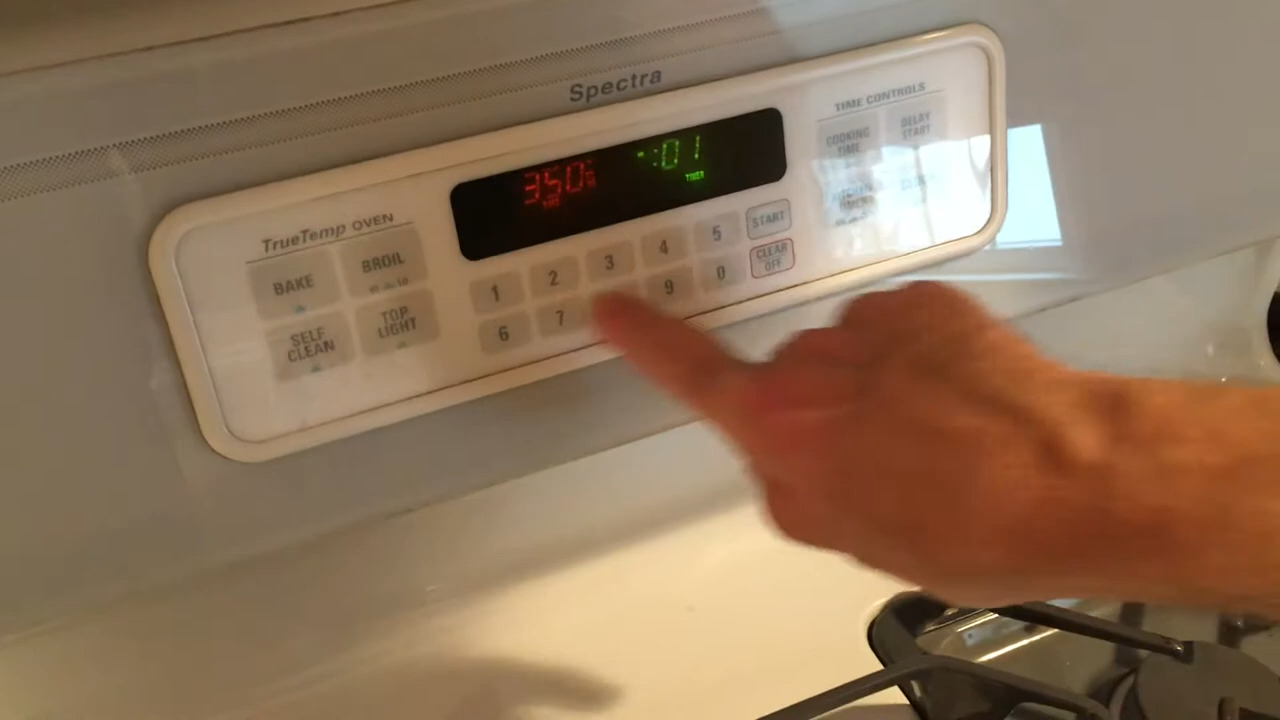 Spectra
TIME CONTROLS
COOKING TIME
DELAY START
350
:01
TIMER
TrueTemp OVEN
BAKE
BROIL
SELF CLEAN
TOP LIGHT
1 2 3 4 5
START
6 7 9 0
CLEAR OFF